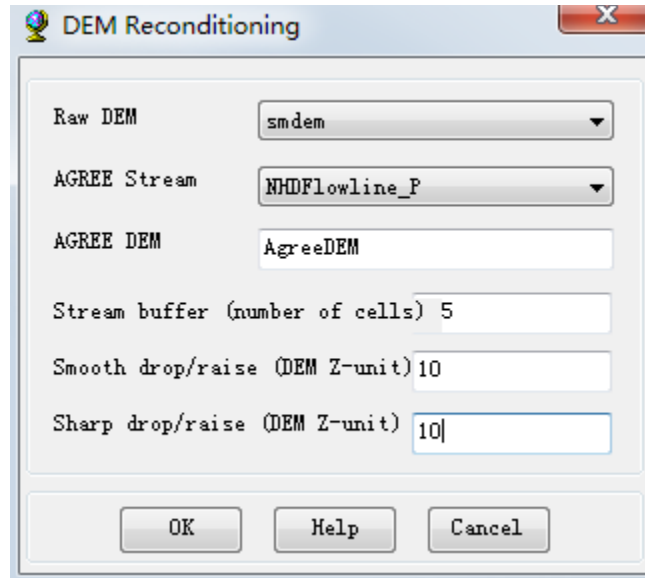 DEM Reconditioning
Raw DEM smdem
AGREE Stream NHDFlowline_P
AGREE DEM AgreeDEM
Stream buffer (number of cells) 5
Smooth drop/raise (DEM Z-unit) 10
Sharp drop/raise (DEM Z-unit) 10
OK Help Cancel